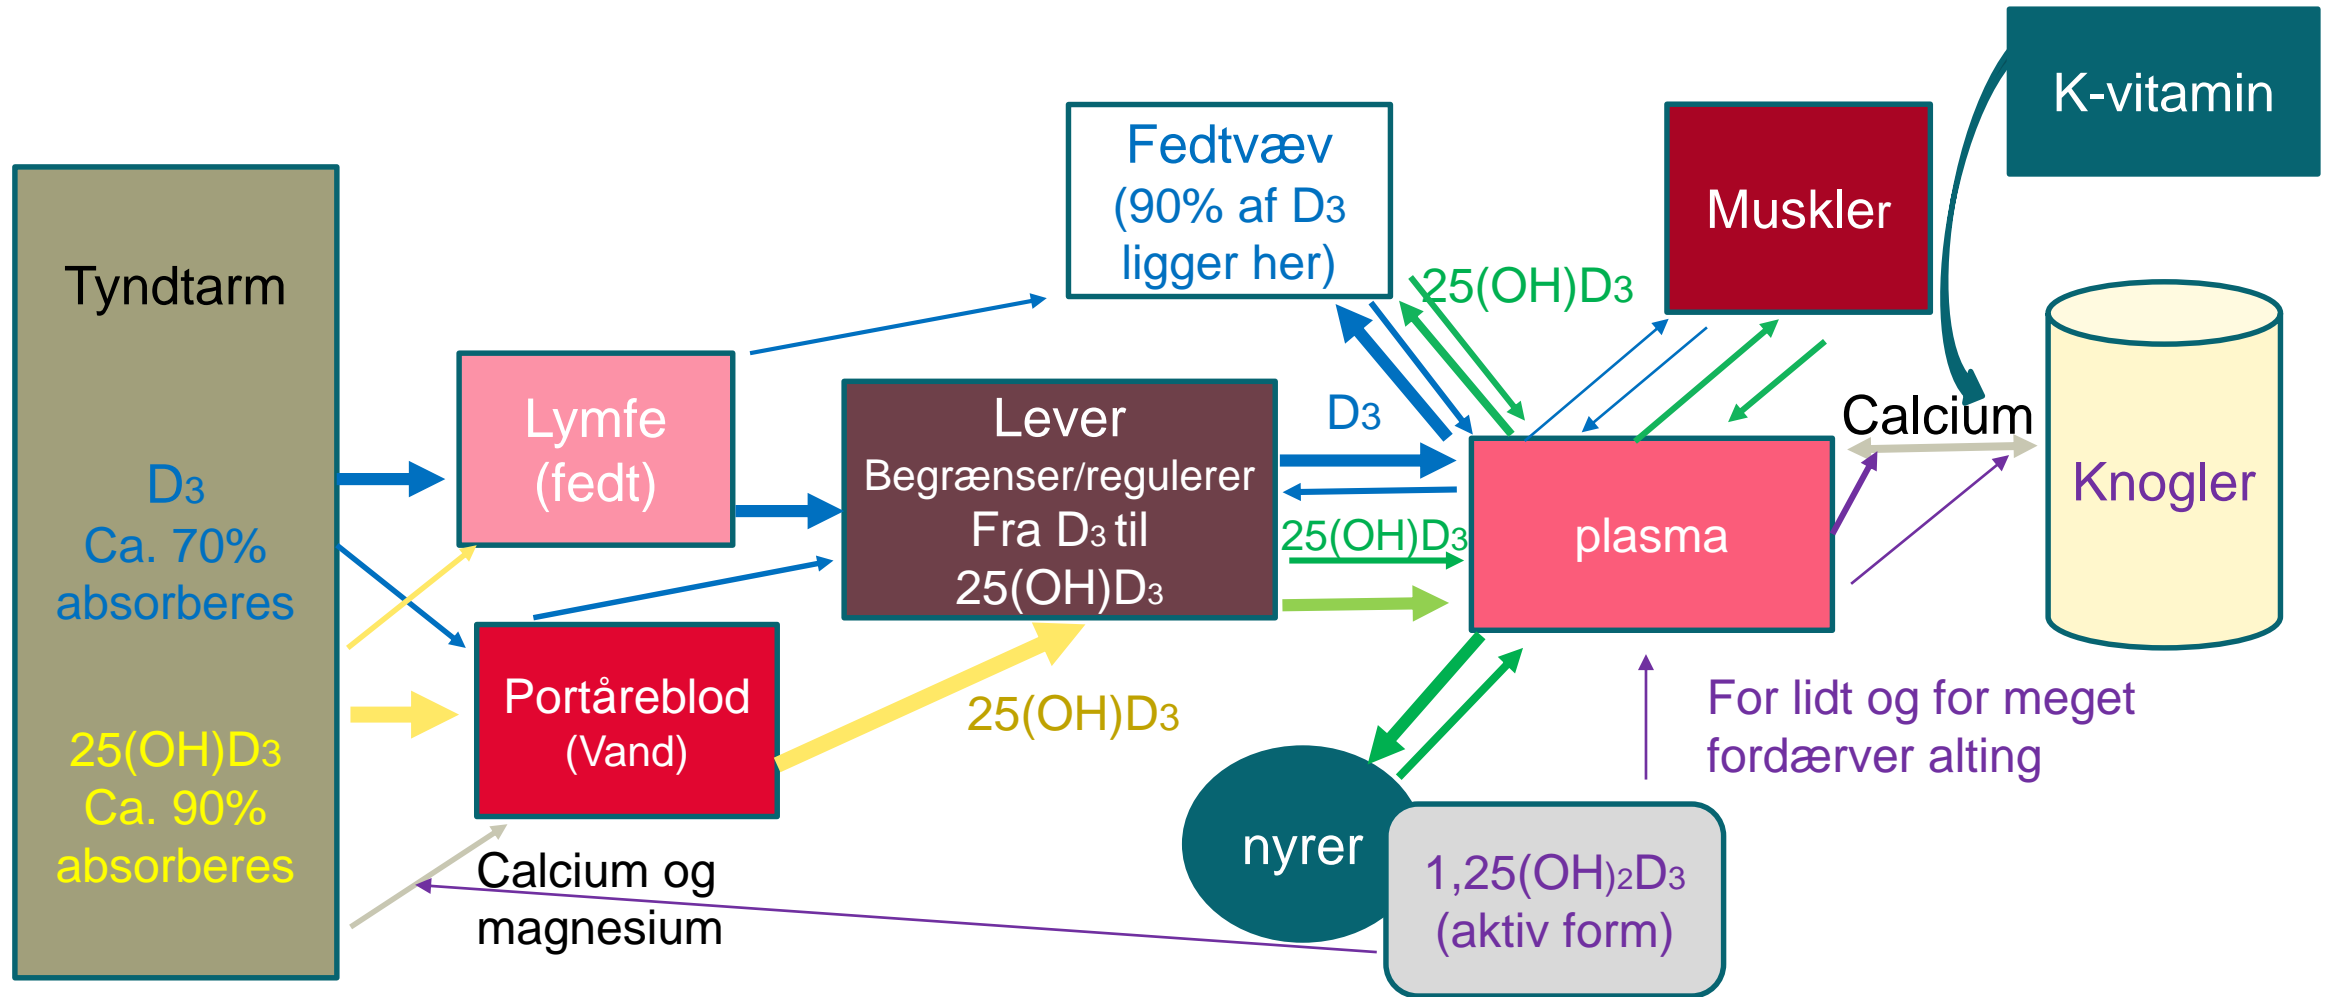 K-vitamin
Fedtvæv
(90% af D3
ligger her)
Muskler
Tyndtarm
D3
Ca. 70%
absorberes
25(OH)D3
Ca. 90%
absorberes
Lymfe
(fedt)
Portåreblod
(Vand)
Calcium og
magnesium
Lever
Begrænser/regulerer
Fra D3 til
25(OH)D3
25(OH)D3
D3
25(OH)D3
25(OH)D3
plasma
Calcium
Knogler
For lidt og for meget
fordærver alting
nyrer
1,25(OH)2D3
(aktiv form)